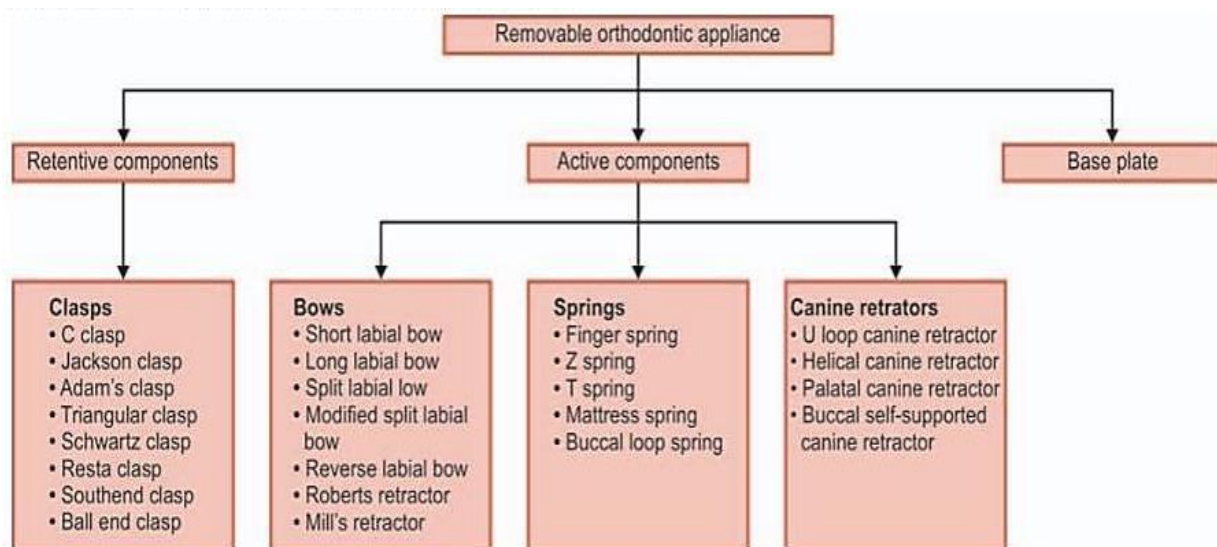 Removable orthodontic appliance
Retentive components
Active components
Base plate
Clasps
• C clasp
• Jackson clasp
• Adam's clasp
• Triangular clasp
• Schwartz clasp
• Resta clasp
• Southend clasp
• Ball end clasp
Bows
• Short labial bow
• Long labial bow
• Split labial low
• Modified split labial
bow
• Reverse labial bow
• Roberts retractor
• Mill's retractor
Springs
• Finger spring
• Z spring
• T spring
• Mattress spring
• Buccal loop spring
Canine retrators
• U loop canine retractor
• Helical canine retractor
• Palatal canine retractor
• Buccal self-supported
canine retractor